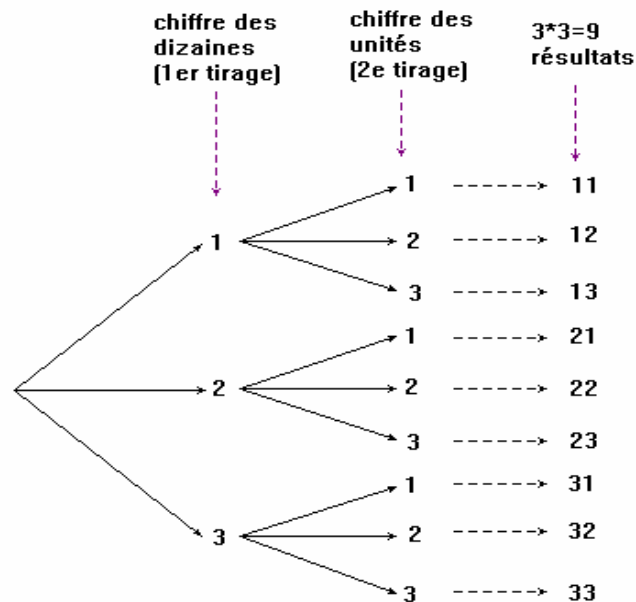 chiffre des
dizaines
(1er tirage)
chiffre des
unités
(2e tirage)
3*3=9
résultats
1
1 11
2 12
3 13
2
1 21
2 22
3 23
3
1 31
2 32
3 33